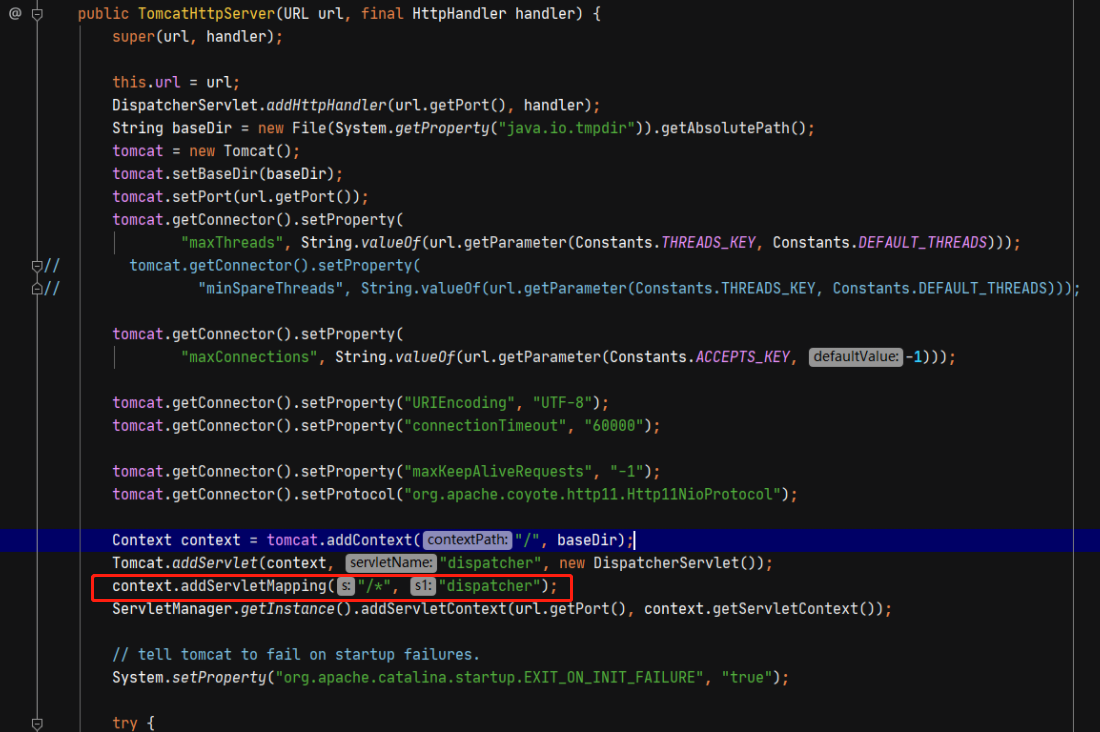 @ public TomcatHttpServer(URL url, final HttpHandler handler) {
super(url, handler);
this.url = url;
DispatcherServlet.addHttpHandler(url.getPort(), handler);
String baseDir = new File(System.getProperty("java.io.tmpdir")).getAbsolutePath();
tomcat = new Tomcat();
tomcat.setBaseDir(baseDir);
tomcat.setPort(url.getPort());
tomcat.getConnector().setProperty(
"maxThreads", String.valueOf(url.getParameter(Constants.THREADS_KEY, Constants.DEFAULT_THREADS)));
// tomcat.getConnector().setProperty(
// "minSpareThreads", String.valueOf(url.getParameter(Constants.THREADS_KEY, Constants.DEFAULT_THREADS)));
tomcat.getConnector().setProperty(
"maxConnections", String.valueOf(url.getParameter(Constants.ACCEPTS_KEY, defaultValue: -1)));
tomcat.getConnector().setProperty("URIEncoding", "UTF-8");
tomcat.getConnector().setProperty("connectionTimeout", "60000");
tomcat.getConnector().setProperty("maxKeepAliveRequests", "-1");
tomcat.getConnector().setProtocol("org.apache.coyote.http11.Http11NioProtocol");
Context context = tomcat.addContext( contextPath: "/", baseDir);
Tomcat.addServlet(context, servletName: "dispatcher", new DispatcherServlet());
context.addServletMapping( s: "/*", s1: "dispatcher");
ServletManager.getInstance().addServletContext(url.getPort(), context.getServletContext());
// tell tomcat to fail on startup failures.
System.setProperty("org.apache.catalina.startup.EXIT_ON_INIT_FAILURE", "true");
try {